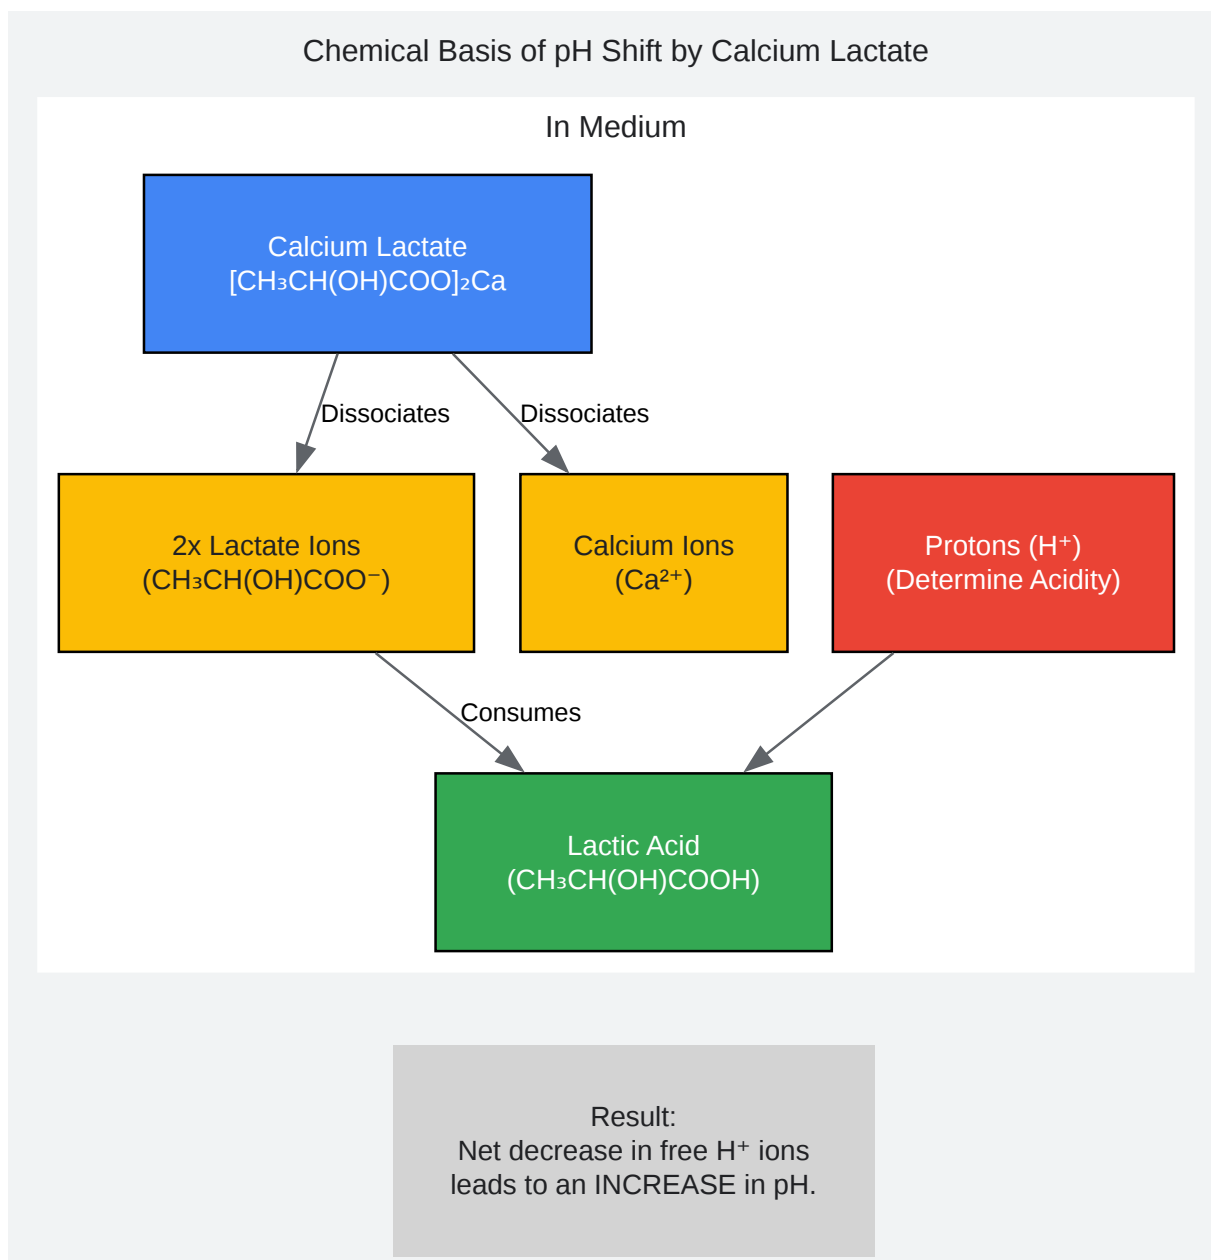 Chemical Basis of pH Shift by Calcium Lactate
In Medium
Calcium Lactate
[CH₃CH(OH)COO]₂Ca
Dissociates
Dissociates
2x Lactate Ions
(CH₃CH(OH)COO⁻)
Calcium Ions
(Ca²⁺)
Protons (H⁺)
(Determine Acidity)
Consumes
Lactic Acid
(CH₃CH(OH)COOH)
Result:
Net decrease in free H⁺ ions
leads to an INCREASE in pH.